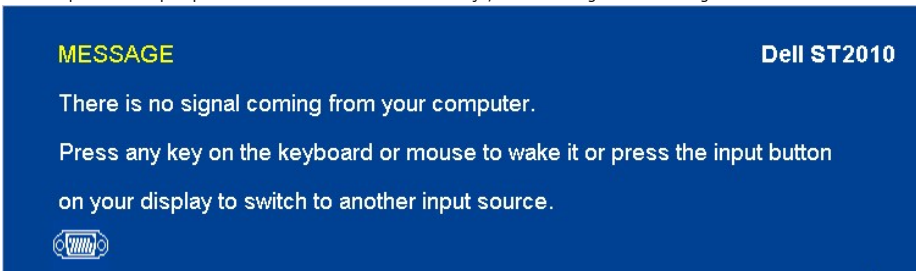 MESSAGE Dell ST2010
There is no signal coming from your computer.
Press any key on the keyboard or mouse to wake it or press the input button
on your display to switch to another input source.